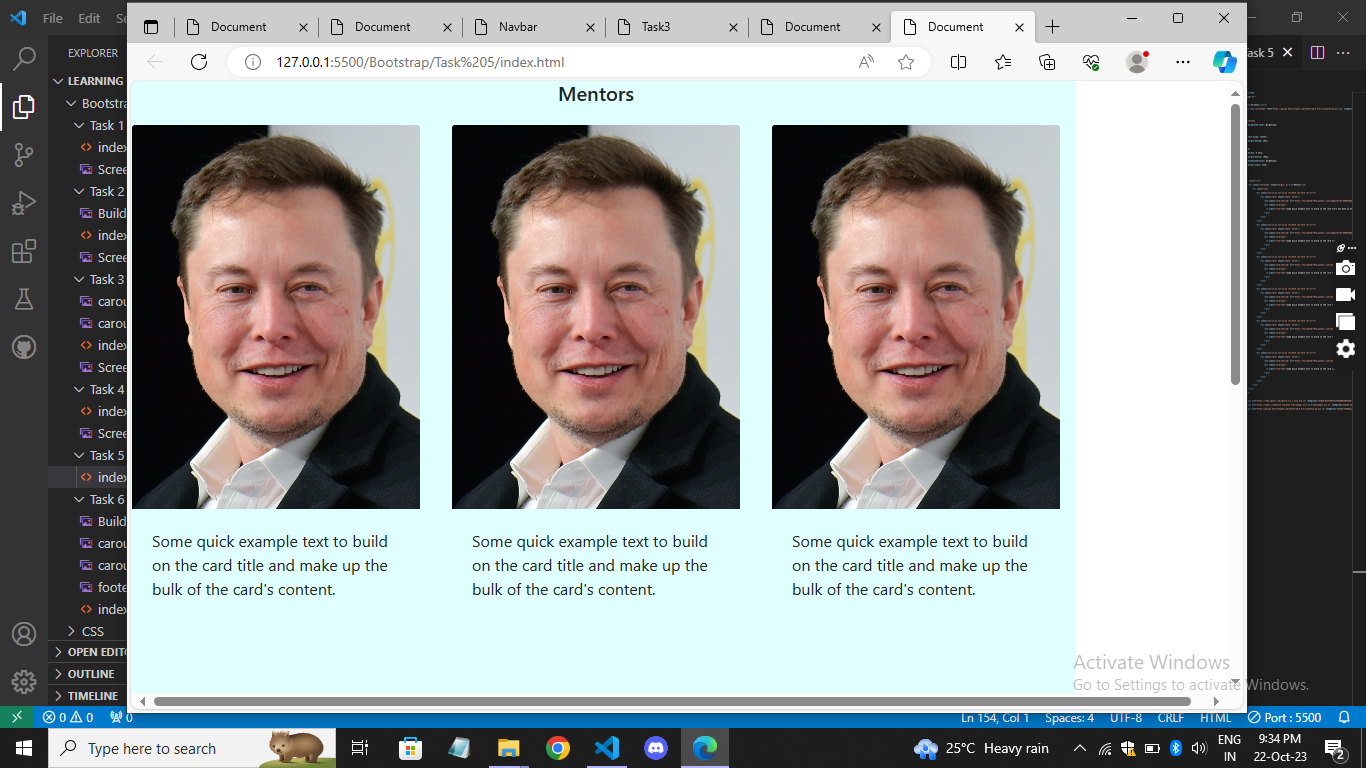 File Edit
Document
Document
Navbar
Task3
Document
Document
Task 5
EXPLORER
127.0.0.1:5500/Bootstrap/Task%205/index.html
LEARNING
Bootstra
Task 1
index
Scree
Task 2
Build
index
Scree
Task 3
carou
carou
index
Scree
Task 4
index
Scree
Task 5
index
Task 6
Build
carou
carou
foote
index
CSS
OPEN EDIT
OUTLINE
TIMELINE
Mentors
Some quick example text to build
on the card title and make up the
bulk of the card's content.
Some quick example text to build
on the card title and make up the
bulk of the card's content.
Some quick example text to build
on the card title and make up the
bulk of the card's content.
Activate Windows
Go to Settings to activate Windows.
0 0 0
Ln 154, Col 1 Spaces: 4 UTF-8 CRLF HTML Port : 5500
Type here to search
25°C Heavy rain
ENG
IN
9:34 PM
22-Oct-23
2